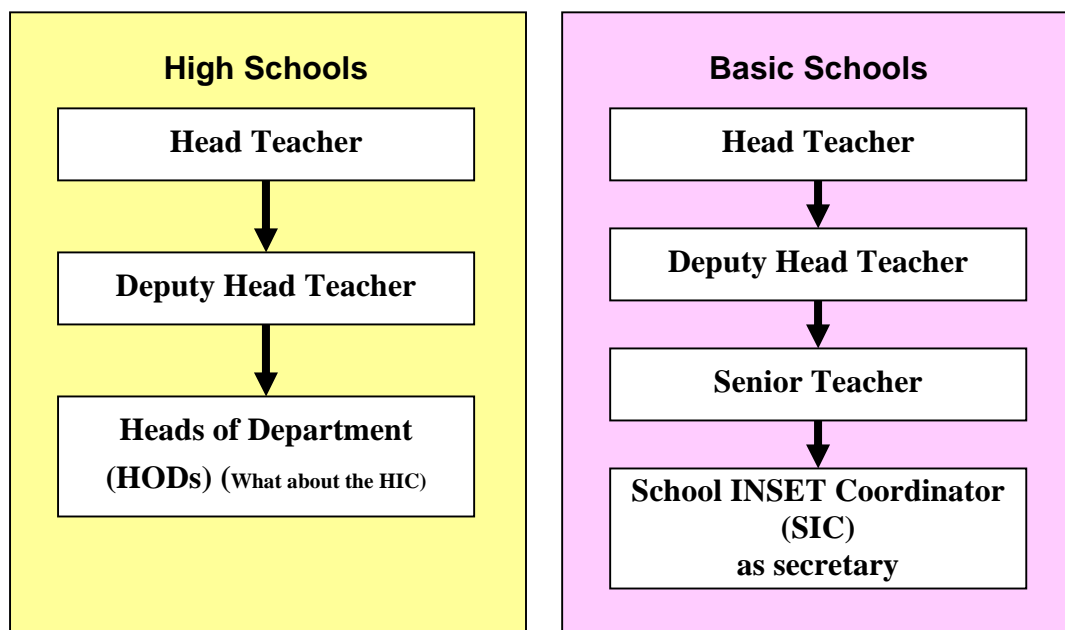 High Schools
Head Teacher
Deputy Head Teacher
Heads of Department
(HODs) (What about the HIC)
Basic Schools
Head Teacher
Deputy Head Teacher
Senior Teacher
School INSET Coordinator
(SIC)
as secretary